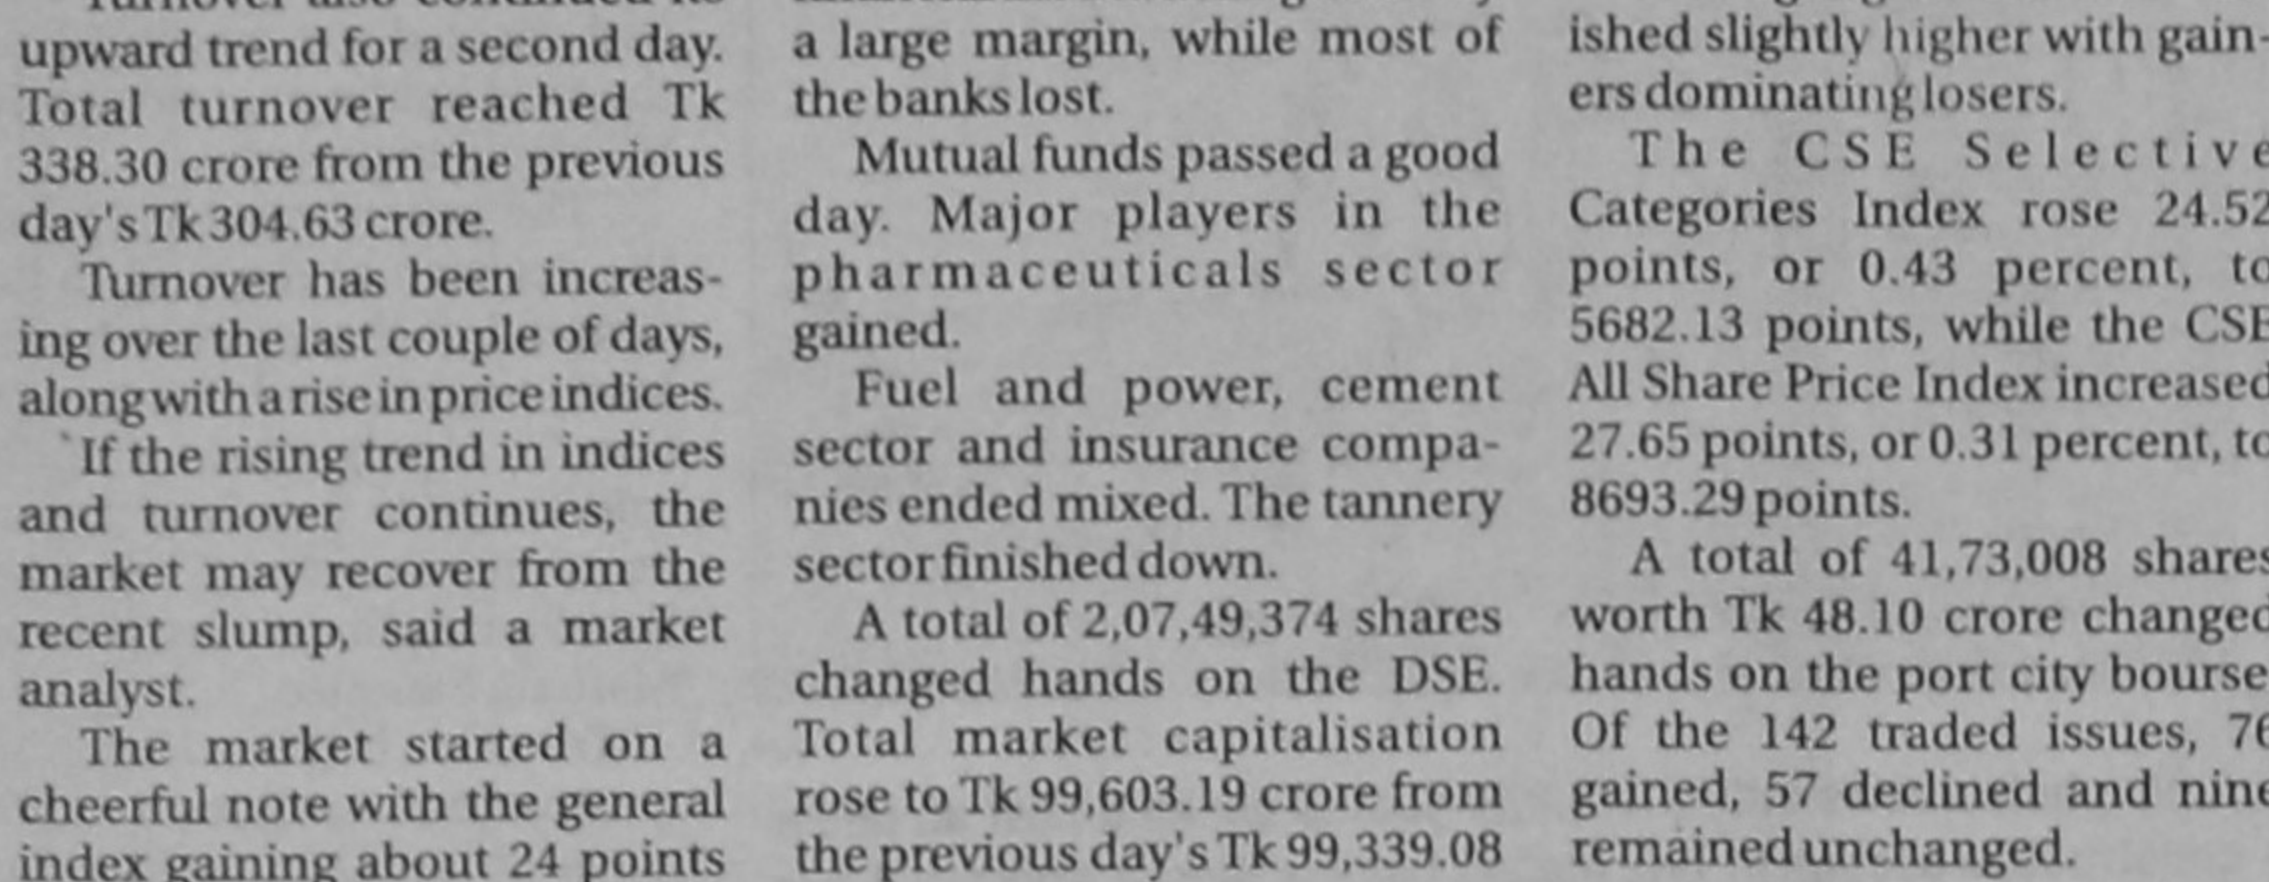 Turnover also continued its
upward trend for a second day.
Total turnover reached Tk
338.30 crore from the previous
day's Tk 304.63 crore.
Turnover has been increas-
ing over the last couple of days,
along with a rise in price indices.
If the rising trend in indices
and turnover continues, the
market may recover from the
recent slump, said a market
analyst.
The market started on a
cheerful note with the general
index gaining about 24 points
a large margin, while most of
the banks lost.
Mutual funds passed a good
day. Major players in the
pharmaceuticals sector
gained.
Fuel and power, cement
sector and insurance compa-
nies ended mixed. The tannery
sector finished down.
A total of 2,07,49,374 shares
changed hands on the DSE.
Total market capitalisation
rose to Tk 99,603.19 crore from
the previous day's Tk 99,339.08
ished slightly higher with gain-
ers dominating losers.
The CSE Selective
Categories Index rose 24.52
points, or 0.43 percent, to
5682.13 points, while the CSE
All Share Price Index increased
27.65 points, or 0.31 percent, to
8693.29 points.
A total of 41,73,008 shares
worth Tk 48.10 crore changed
hands on the port city bourse
Of the 142 traded issues, 76
gained, 57 declined and nine
remained unchanged.